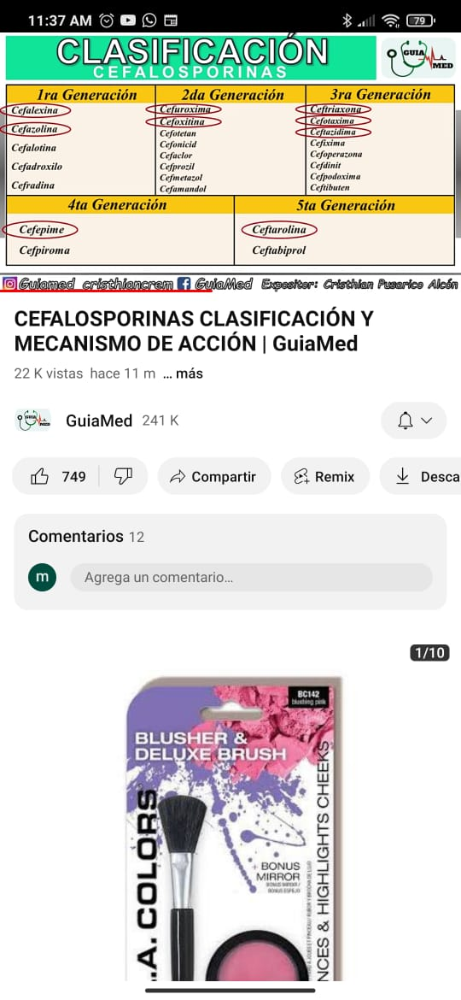 11:37 AM
79
CLASIFICACIÓN
CEFALOSPORINAS
GUIA
MED
1ra Generación
Cefalexina
Cefazolina
Cefalotina
Cefadroxilo
Cefradina
2da Generación
Cefuroxima
Cefoxitina
Cefotetan
Cefonicid
Cefaclor
Cefprozil
Cefmetazol
Cefamandol
3ra Generación
Ceftriaxona
Cefotaxima
Ceftazidima
Cefixima
Cefoperazona
Cefdinit
Cefpodoxima
Ceftibuten
4ta Generación
Cefepime
Cefpiroma
5ta Generación
Ceftarolina
Ceftabiprol
Guiamed_cristhiancrem GuiaMed Expositor: Cristhian Pusarico Alcón
CEFALOSPORINAS CLASIFICACIÓN Y
MECANISMO DE ACCIÓN | GuiaMed
22 K vistas hace 11 m ... más
GuiaMed 241 K
749
Compartir
Remix
Desca
Comentarios 12
m
Agrega un comentario...
1/10
BC142
blushing pink
BLUSHER &
DELUXE BRUSH
.A. COLORS
+ BONUS
MIRROR
NCES & HIGHLIGHTS CHEEKS